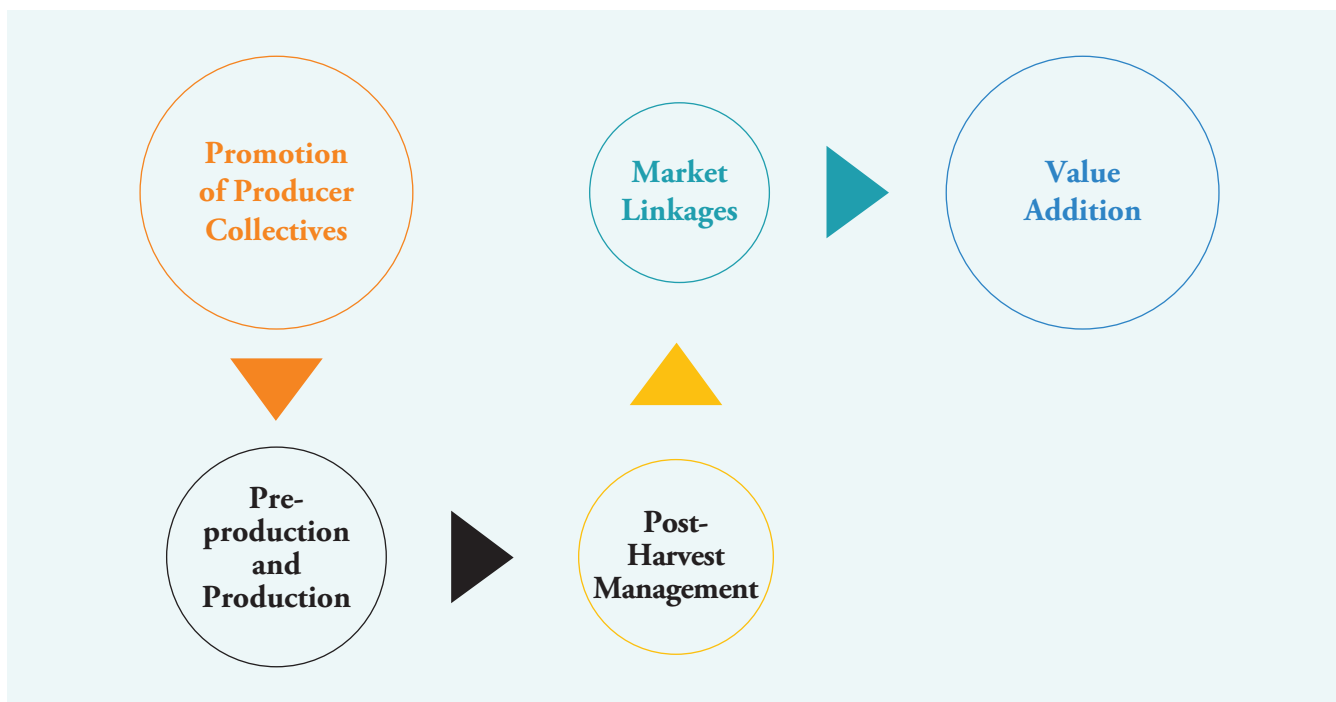 Promotion
of Producer
Collectives
Pre-
production
and
Production
Post-
Harvest
Management
Market
Linkages
Value
Addition